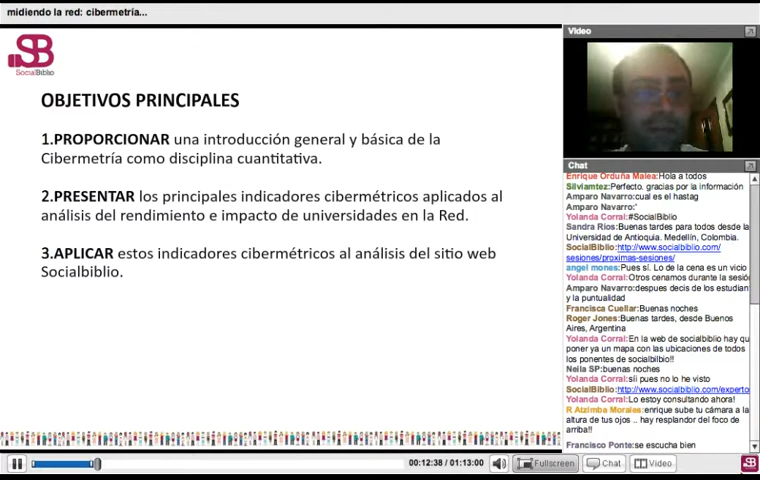 midiendo la red: cibermetría...
SB
SocialBiblio
OBJETIVOS PRINCIPALES
1.PROPORCIONAR una introducción general y básica de la
Cibermetría como disciplina cuantitativa.
2.PRESENTAR los principales indicadores cibermétricos aplicados al
análisis del rendimiento e impacto de universidades en la Red.
3.APLICAR estos indicadores cibermétricos al análisis del sitio web
Socialbiblio.
Video
Chat
Enrique Orduña Malea:Hola a todos
Silviamtez:Perfecto. gracias por la información
Amparo Navarro:cual es el hastag
Amparo Navarro:'
Yolanda Corral:#SocialBiblio
Sandra Rios:Buenas tardes para todos desde la
Universidad de Antioquia. Medellín, Colombia.
SocialBiblio:http://www.socialbiblio.com/
sesiones/proximas-sesiones/
angel mones:Pues sí. Lo de la cena es un vicio
Yolanda Corral:Otros cenamos durante la sesió
Amparo Navarro:despues decis de los estudian
y la puntualidad
Francisca Cuellar:Buenas noches
Roger Jones:Buenas tardes, desde Buenos
Aires, Argentina
Yolanda Corral:En la web de socialbiblio hay qu
poner ya un mapa con las ubicaciones de todos
los ponentes de socialbilbio!!
Neila SP:buenas noches
Yolanda Corral:síi pues no lo he visto
SocialBiblio:http://www.socialbiblio.com/experto
Yolanda Corral:Lo estoy consultando ahora!
R Atzimba Morales:enrique sube tu cámara a la
altura de tus ojos .. hay resplandor del foco de
arriba!!
Francisco Ponte:se escucha bien
00:12:38 / 01:13:00
Fullscreen
Chat
Video
SB